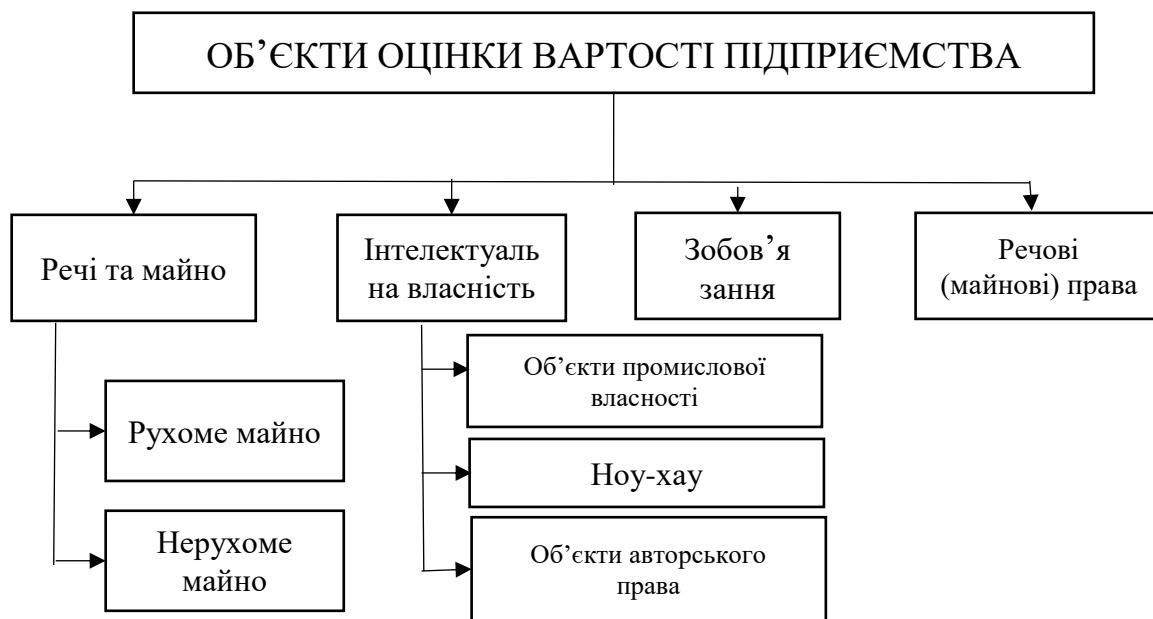 ОБ’ЄКТИ ОЦІНКИ ВАРТОСТІ ПІДПРИЄМСТВА
Речі та майно
Інтелектуаль
на власність
Зобов’я
зання
Речові
(майнові) права
Рухоме майно
Нерухоме
майно
Об’єкти промислової
власності
Ноу-хау
Об’єкти авторського
права